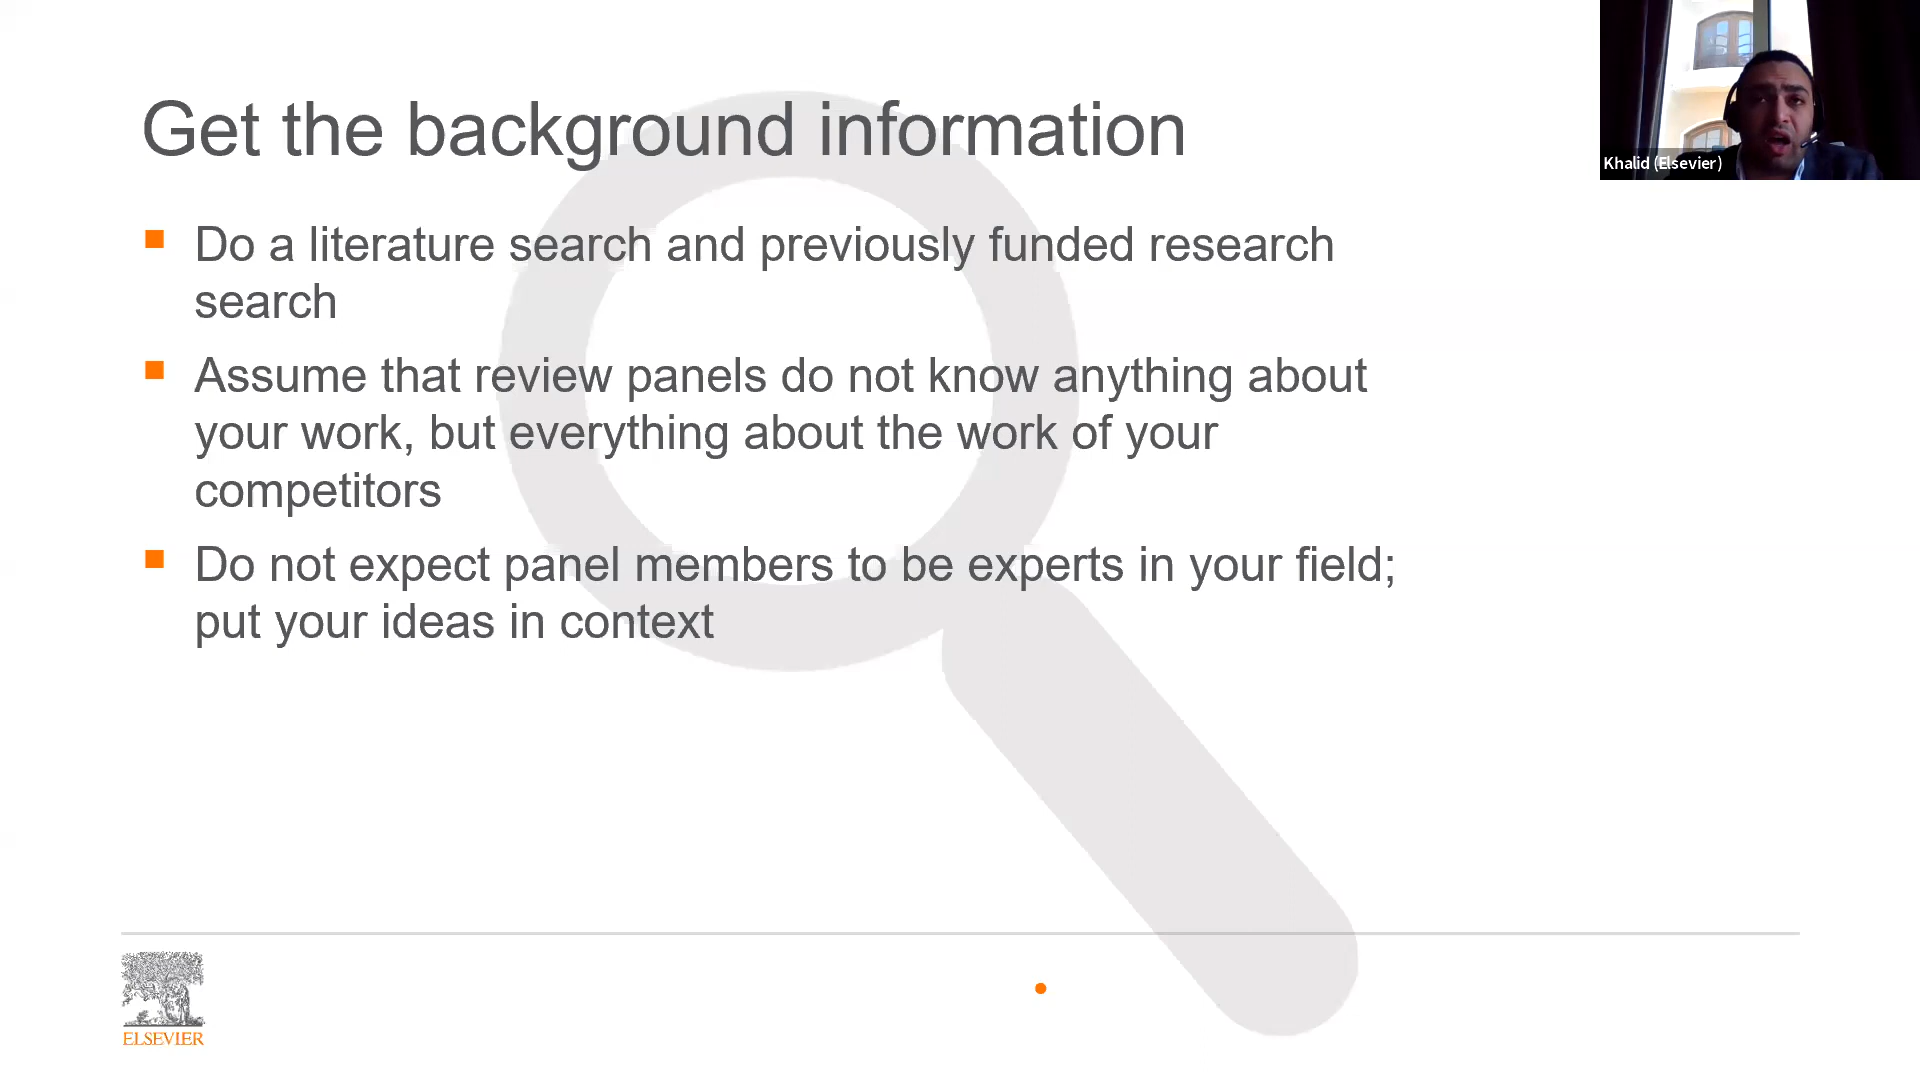 Get the background information
Khalid (Elsevier)
Do a literature search and previously funded research
search
Assume that review panels do not know anything about
your work, but everything about the work of your
competitors
Do not expect panel members to be experts in your field;
put your ideas in context
ELSEVIER